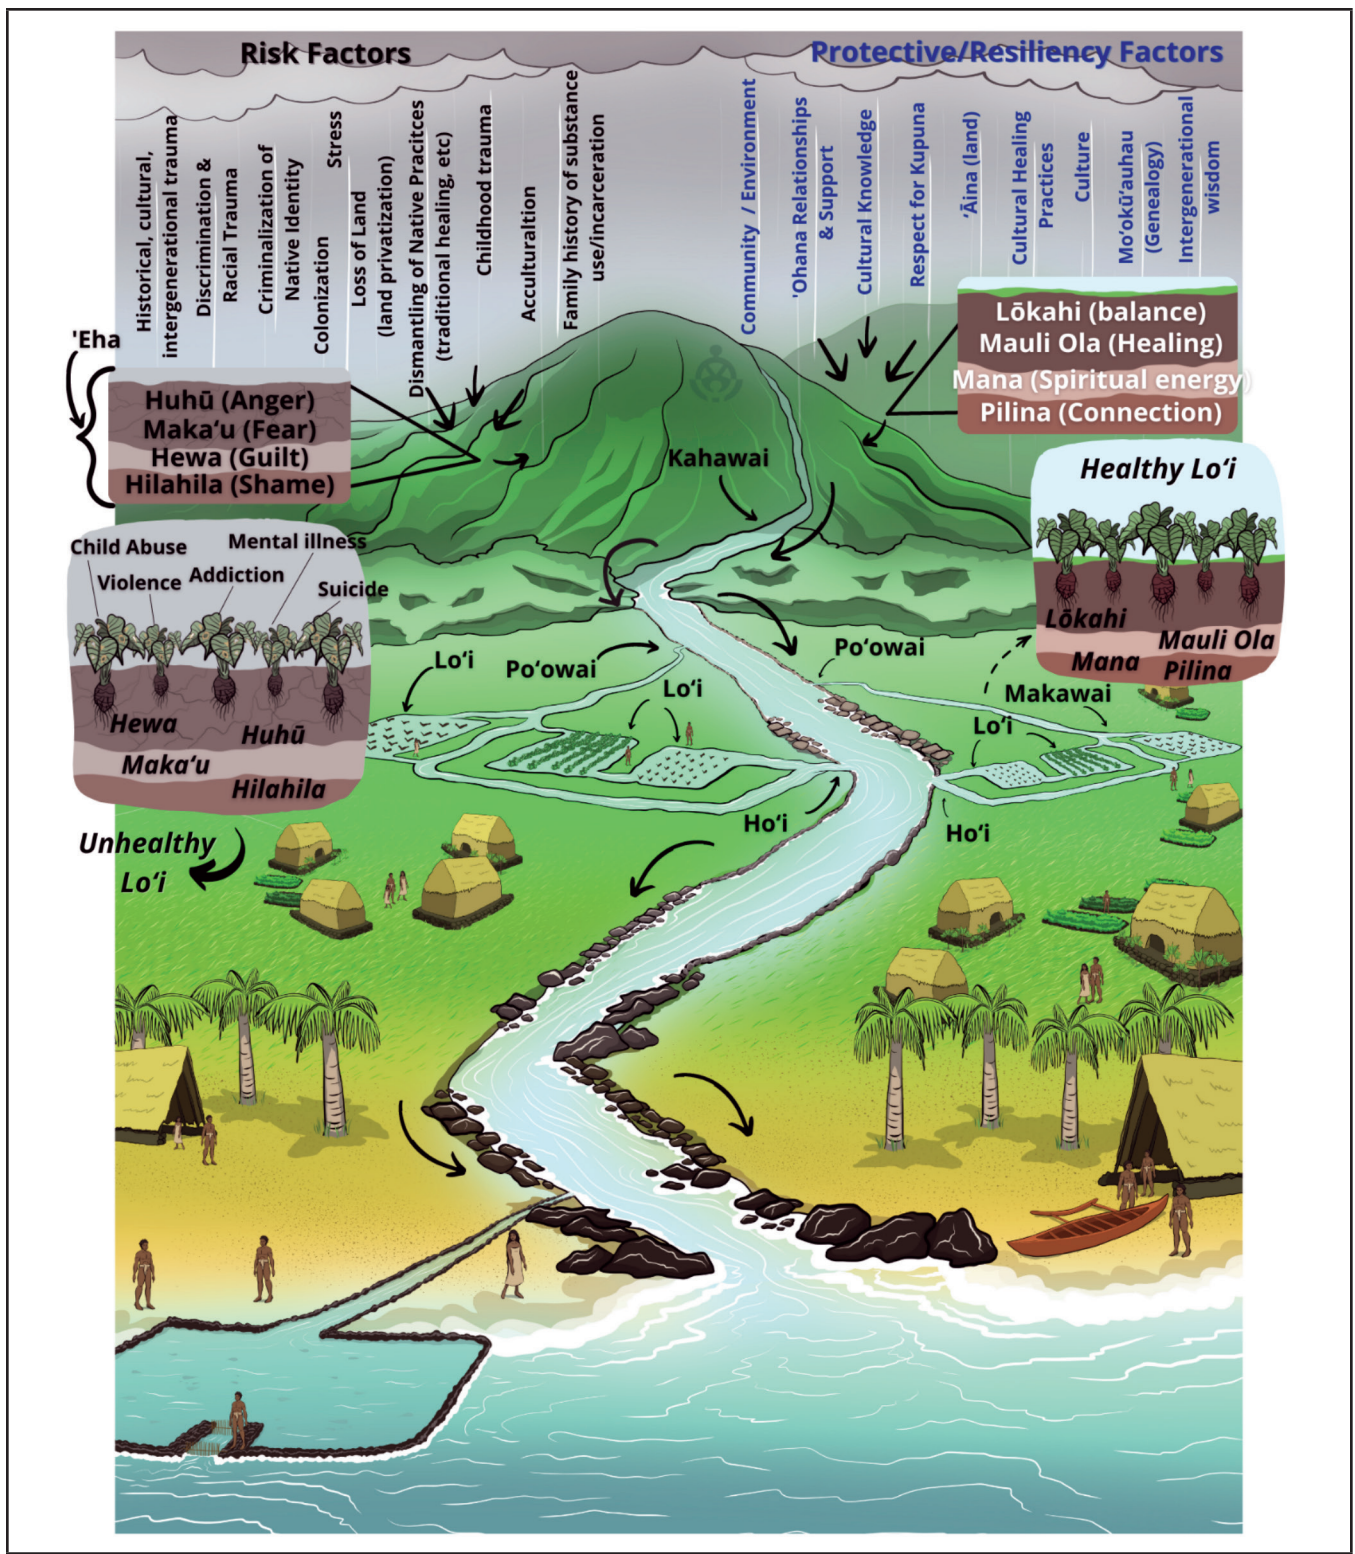 Risk Factors
Protective/Resiliency Factors
Historical, cultural,
intergenerational trauma
Discrimination &
Racial Trauma
Criminalization of
Native Identity
Colonization
Stress
Loss of Land
(land privatization)
Dismantling of Native Pracitces
(traditional healing, etc)
Childhood trauma
Acculturaltion
Family history of substance
use/incarceration
Community / Environment
'Ohana Relationships
& Support
Cultural Knowledge
Respect for Kupuna
ʻĀina (land)
Cultural Healing
Practices
Culture
Moʻokūʻauhau
(Genealogy)
Intergenerational
wisdom
'Eha
Huhū (Anger)
Makaʻu (Fear)
Hewa (Guilt)
Hilahila (Shame)
Lōkahi (balance)
Mauli Ola (Healing)
Mana (Spiritual energy)
Pilina (Connection)
Kahawai
Healthy Loʻi
Lōkahi
Mauli Ola
Mana
Pilina
Child Abuse
Mental illness
Violence
Addiction
Suicide
Hewa
Huhū
Makaʻu
Hilahila
Unhealthy
Loʻi
Loʻi
Poʻowai
Loʻi
Poʻowai
Makawai
Loʻi
Hoʻi
Hoʻi